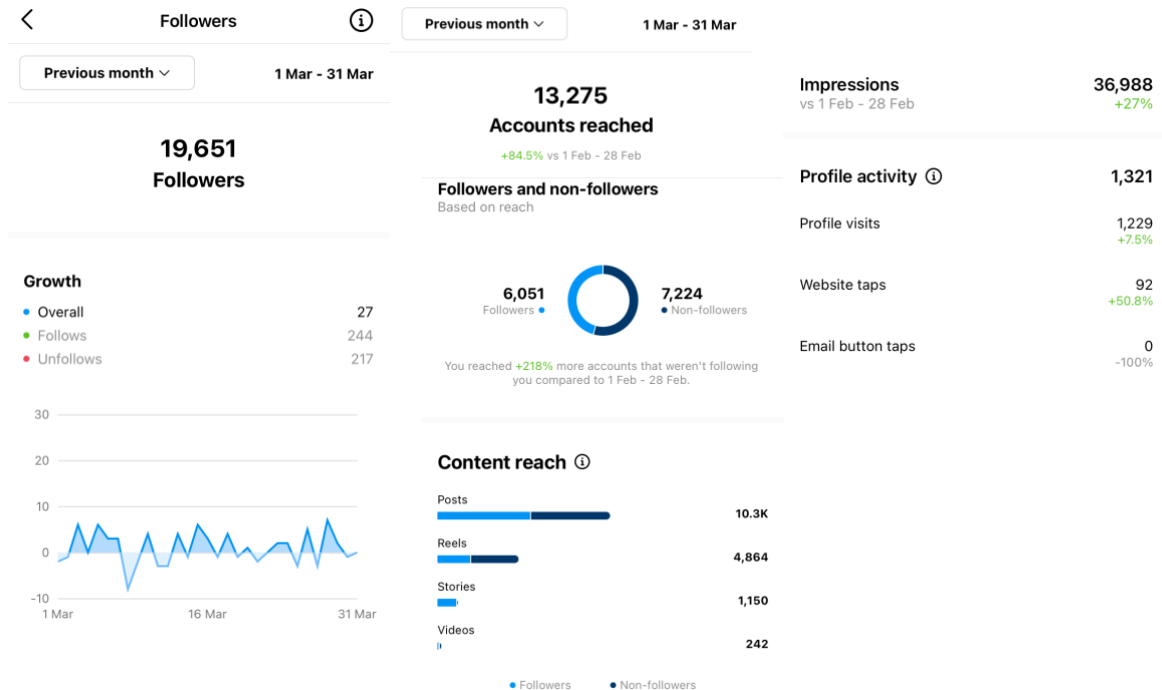 Followers
Previous month
1 Mar - 31 Mar
19,651
Followers
Growth
Overall 27
Follows 244
Unfollows 217
30
20
10
0
-10
1 Mar 16 Mar 31 Mar
Previous month
1 Mar - 31 Mar
13,275
Accounts reached
+84.5% vs 1 Feb - 28 Feb
Followers and non-followers
Based on reach
6,051
Followers
7,224
Non-followers
You reached +218% more accounts that weren't following
you compared to 1 Feb - 28 Feb.
Content reach
Posts
10.3K
Reels
4,864
Stories
1,150
Videos
242
Followers Non-followers
Impressions 36,988
vs 1 Feb - 28 Feb +27%
Profile activity 1,321
Profile visits 1,229
+7.5%
Website taps 92
+50.8%
Email button taps 0
-100%